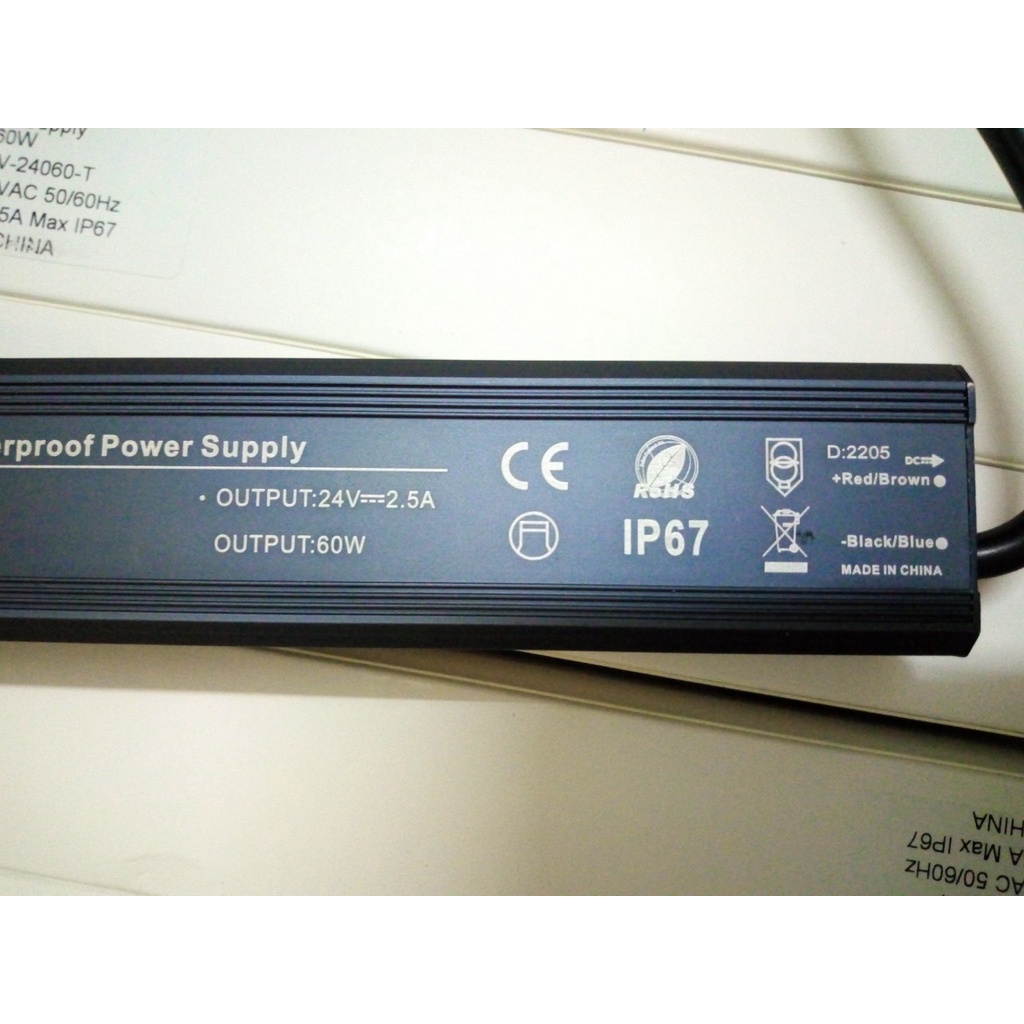 60W
V-24060-T
VAC 50/60Hz
5A Max IP67
CHINA
erproof Power Supply
· OUTPUT:24V⎓2.5A
OUTPUT:60W
CE
RoHS
IP67
D:2205
DC
+Red/Brown
-Black/Blue
MADE IN CHINA
HINA
A Max IP67
AC 50/60Hz